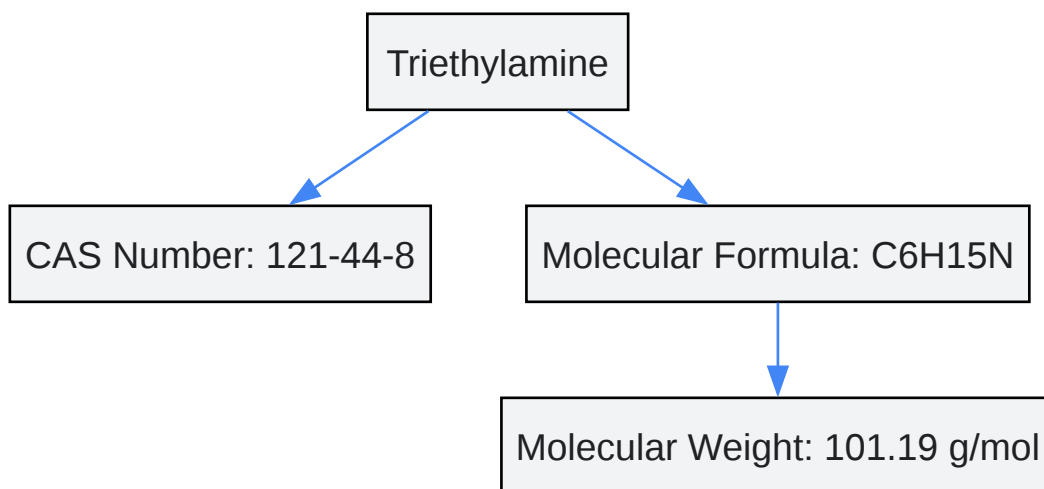 Triethylamine
CAS Number: 121-44-8
Molecular Formula: C6H15N
Molecular Weight: 101.19 g/mol